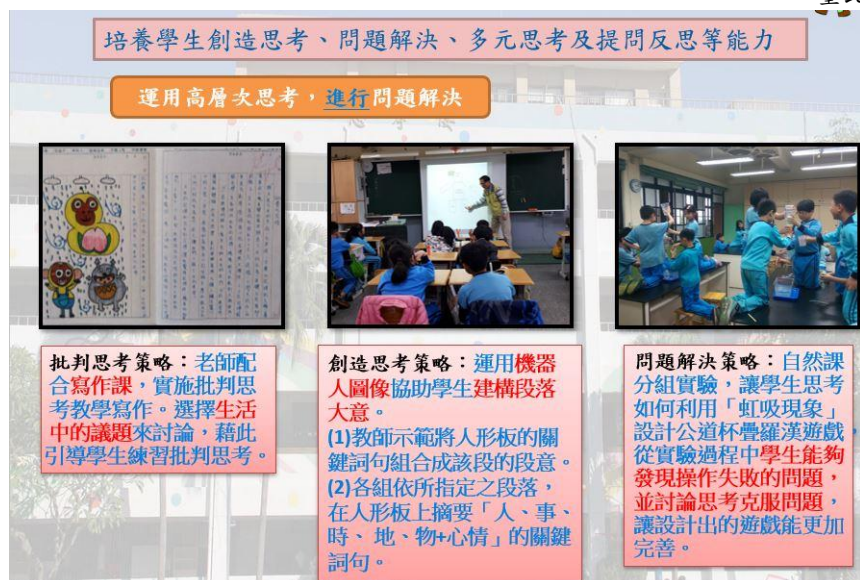 培養學生創造思考、問題解決、多元思考及提問反思等能力
運用高層次思考，進行問題解決
批判思考策略：老師配
合寫作課，實施批判思
考教學寫作。選擇生活
中的議題來討論，藉此
引導學生練習批判思考。
創造思考策略：運用機器
人圖像協助學生建構段落
大意。
(1)教師示範將人形板的關
鍵詞句組合成該段的段意。
(2)各組依所指定之段落，
在人形板上摘要「人、事、
時、地、物+心情」的關鍵
詞句。
問題解決策略：自然課
分組實驗，讓學生思考
如何利用「虹吸現象」
設計公道杯疊羅漢遊戲，
從實驗過程中學生能夠
發現操作失敗的問題，
並討論思考克服問題，
讓設計出的遊戲能更加
完善。